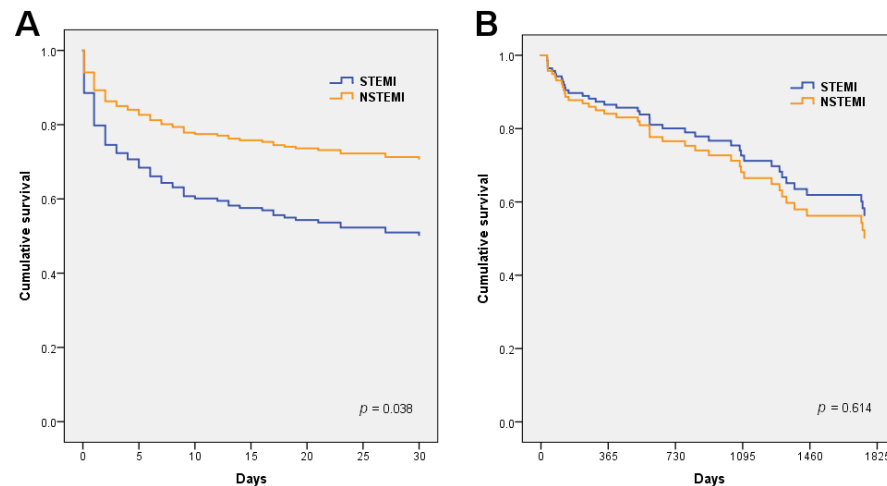 A
1.0
0.8
0.6
0.4
0.2
0.0
Cumulative survival
STEMI
NSTEMI
p = 0.038
0 5 10 15 20 25 30
Days
B
1.0
0.8
0.6
0.4
0.2
0.0
Cumulative survival
STEMI
NSTEMI
p = 0.614
0 365 730 1095 1460 1825
Days